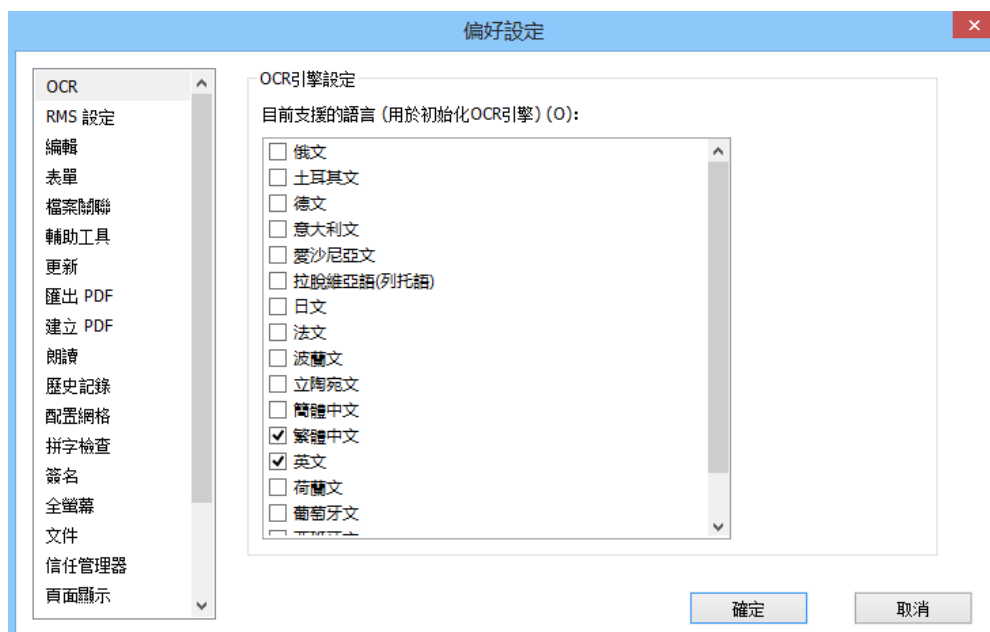 偏好設定
OCR
RMS 設定
編輯
表單
檔案關聯
輔助工具
更新
匯出 PDF
建立 PDF
朗讀
歷史記錄
配置網格
拼字檢查
簽名
全螢幕
文件
信任管理器
頁面顯示
OCR引擎設定
目前支援的語言 (用於初始化OCR引擎) (O):
俄文
土耳其文
德文
意大利文
愛沙尼亞文
拉脫維亞語(列托語)
日文
法文
波蘭文
立陶宛文
簡體中文
繁體中文
英文
荷蘭文
葡萄牙文
確定
取消